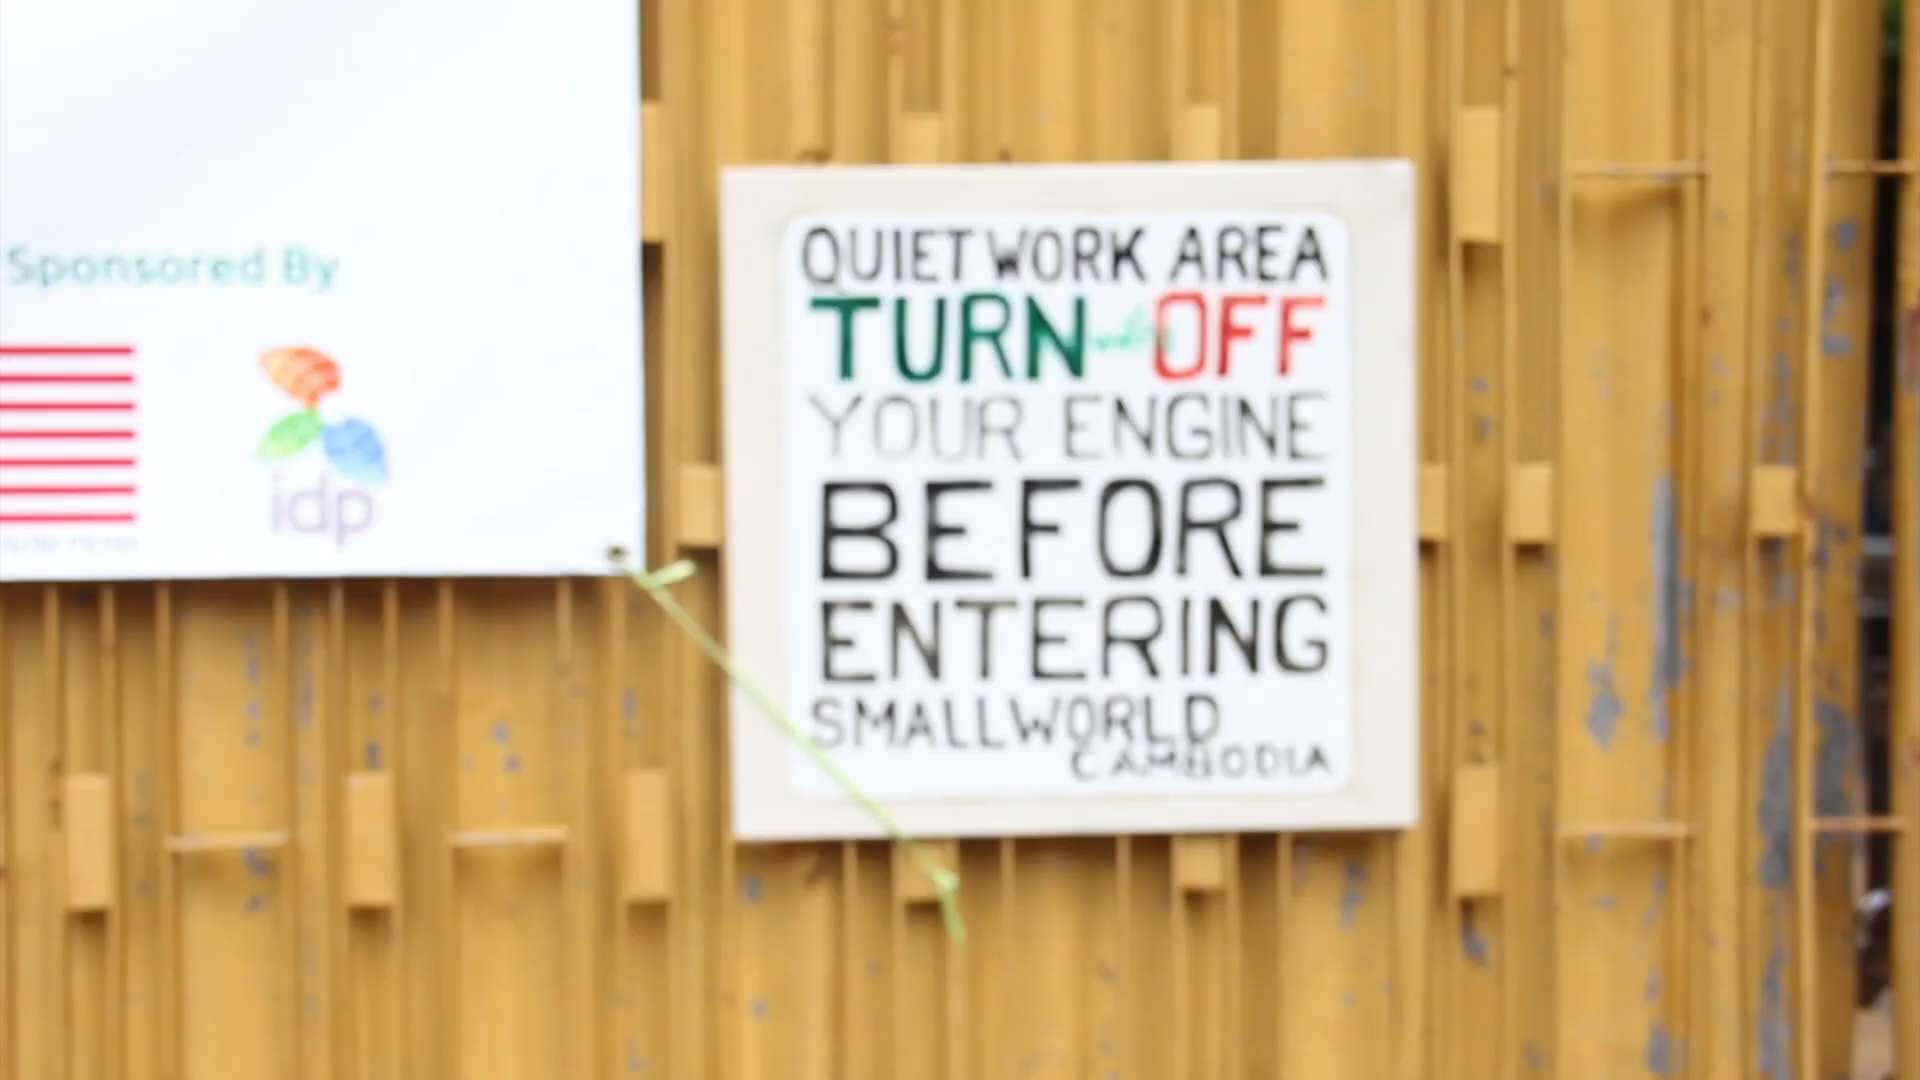 Sponsored By
idp
QUIET WORK AREA
TURN OFF
YOUR ENGINE
BEFORE
ENTERING
SMALLWORLD
CAMBODIA